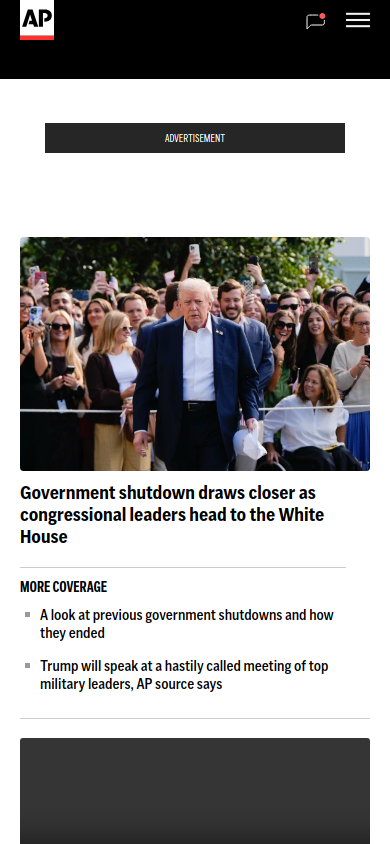 AP
ADVERTISEMENT
Government shutdown draws closer as
congressional leaders head to the White
House
MORE COVERAGE
A look at previous government shutdowns and how
they ended
Trump will speak at a hastily called meeting of top
military leaders, AP source says